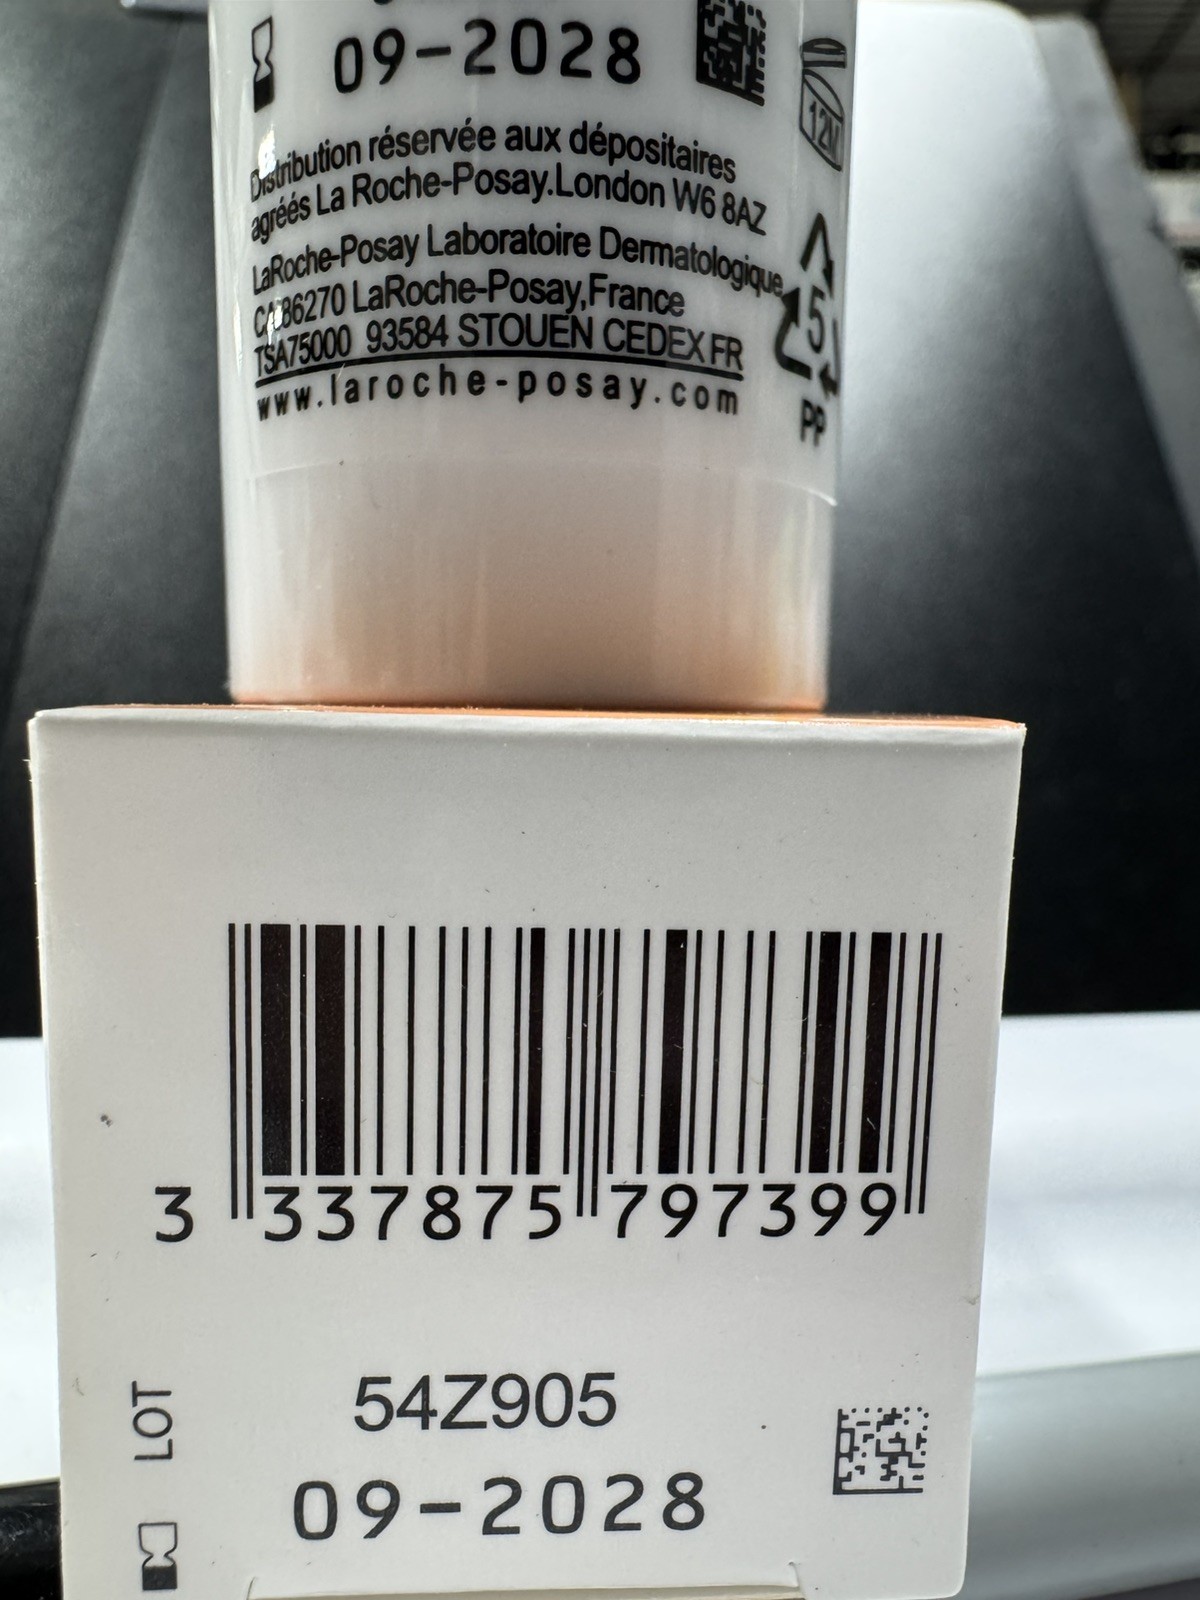 09-2028
12M
Distribution réservée aux dépositaires
agréés La Roche-Posay.London W6 8AZ
LaRoche-Posay Laboratoire Dermatologique
CA 86270 LaRoche-Posay,France
TSA75000 93584 STOUEN CEDEX FR
www.laroche-posay.com
5
PP
3 337875 797399
LOT 54Z905
09-2028